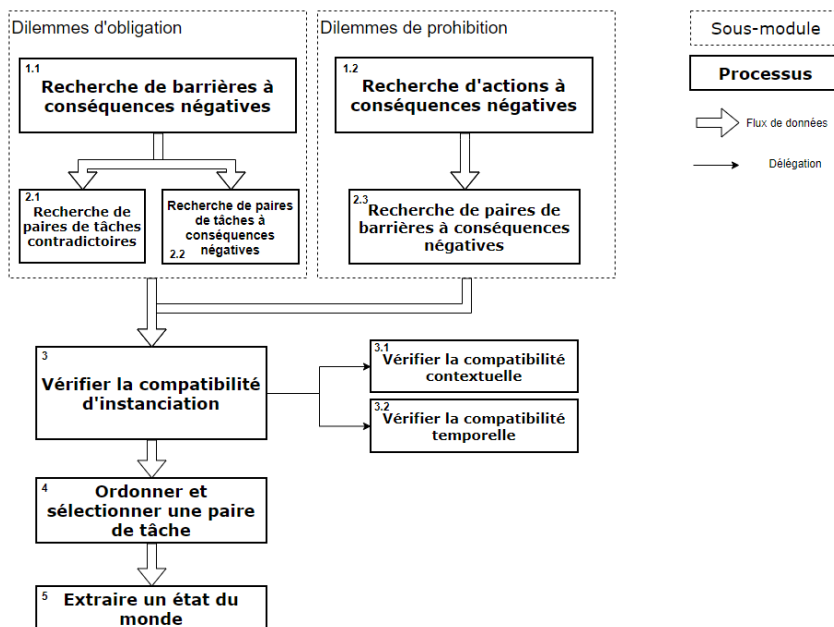 Dilemmes d'obligation
1.1
Recherche de barrières à
conséquences négatives
2.1
Recherche de
paires de tâches
contradictoires
Recherche de paires
de tâches à
conséquences
négatives
2.2
Dilemmes de prohibition
1.2
Recherche d'actions à
conséquences négatives
2.3
Recherche de paires de
barrières à conséquences
négatives
Sous-module
Processus
Flux de données
Délégation
3
Vérifier la compatibilité
d'instanciation
3.1
Vérifier la compatibilité
contextuelle
3.2
Vérifier la compatibilité
temporelle
4
Ordonner et
sélectionner une paire
de tâche
5
Extraire un état du
monde